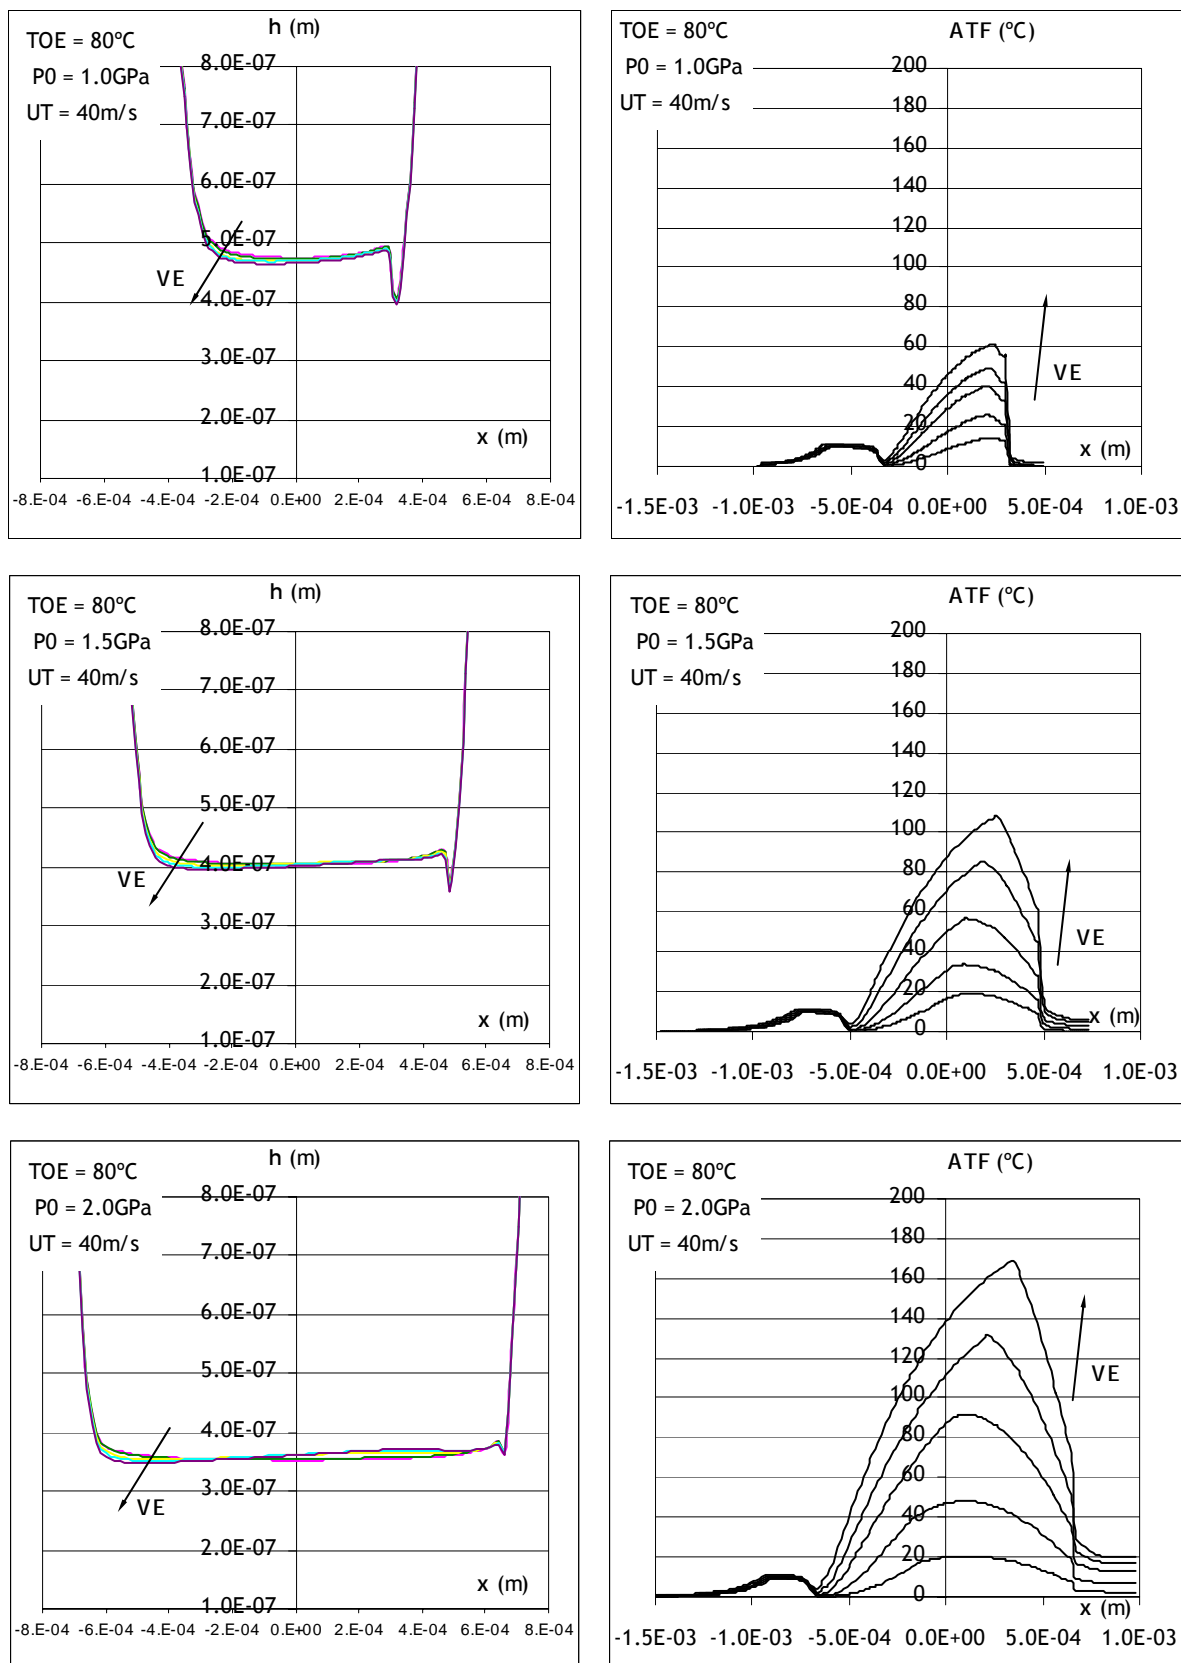 h (m)
TOE = 80ºC
P0 = 1.0GPa
UT = 40m/s
8.0E-07
7.0E-07
6.0E-07
5.0E-07
4.0E-07
3.0E-07
2.0E-07
1.0E-07
VE
x (m)
-8.E-04 -6.E-04 -4.E-04 -2.E-04 0.E+00 2.E-04 4.E-04 6.E-04 8.E-04
ATF (ºC)
TOE = 80ºC
P0 = 1.0GPa
UT = 40m/s
200
180
160
140
120
100
80
60
40
20
0
VE
x (m)
-1.5E-03 -1.0E-03 -5.0E-04 0.0E+00 5.0E-04 1.0E-03
h (m)
TOE = 80ºC
P0 = 1.5GPa
UT = 40m/s
8.0E-07
7.0E-07
6.0E-07
5.0E-07
4.0E-07
3.0E-07
2.0E-07
1.0E-07
VE
x (m)
-8.E-04 -6.E-04 -4.E-04 -2.E-04 0.E+00 2.E-04 4.E-04 6.E-04 8.E-04
ATF (ºC)
TOE = 80ºC
P0 = 1.5GPa
UT = 40m/s
200
180
160
140
120
100
80
60
40
20
0
VE
x (m)
-1.5E-03 -1.0E-03 -5.0E-04 0.0E+00 5.0E-04 1.0E-03
h (m)
TOE = 80ºC
P0 = 2.0GPa
UT = 40m/s
8.0E-07
7.0E-07
6.0E-07
5.0E-07
4.0E-07
3.0E-07
2.0E-07
1.0E-07
VE
x (m)
-8.E-04 -6.E-04 -4.E-04 -2.E-04 0.E+00 2.E-04 4.E-04 6.E-04 8.E-04
ATF (ºC)
TOE = 80ºC
P0 = 2.0GPa
UT = 40m/s
200
180
160
140
120
100
80
60
40
20
0
VE
x (m)
-1.5E-03 -1.0E-03 -5.0E-04 0.0E+00 5.0E-04 1.0E-03